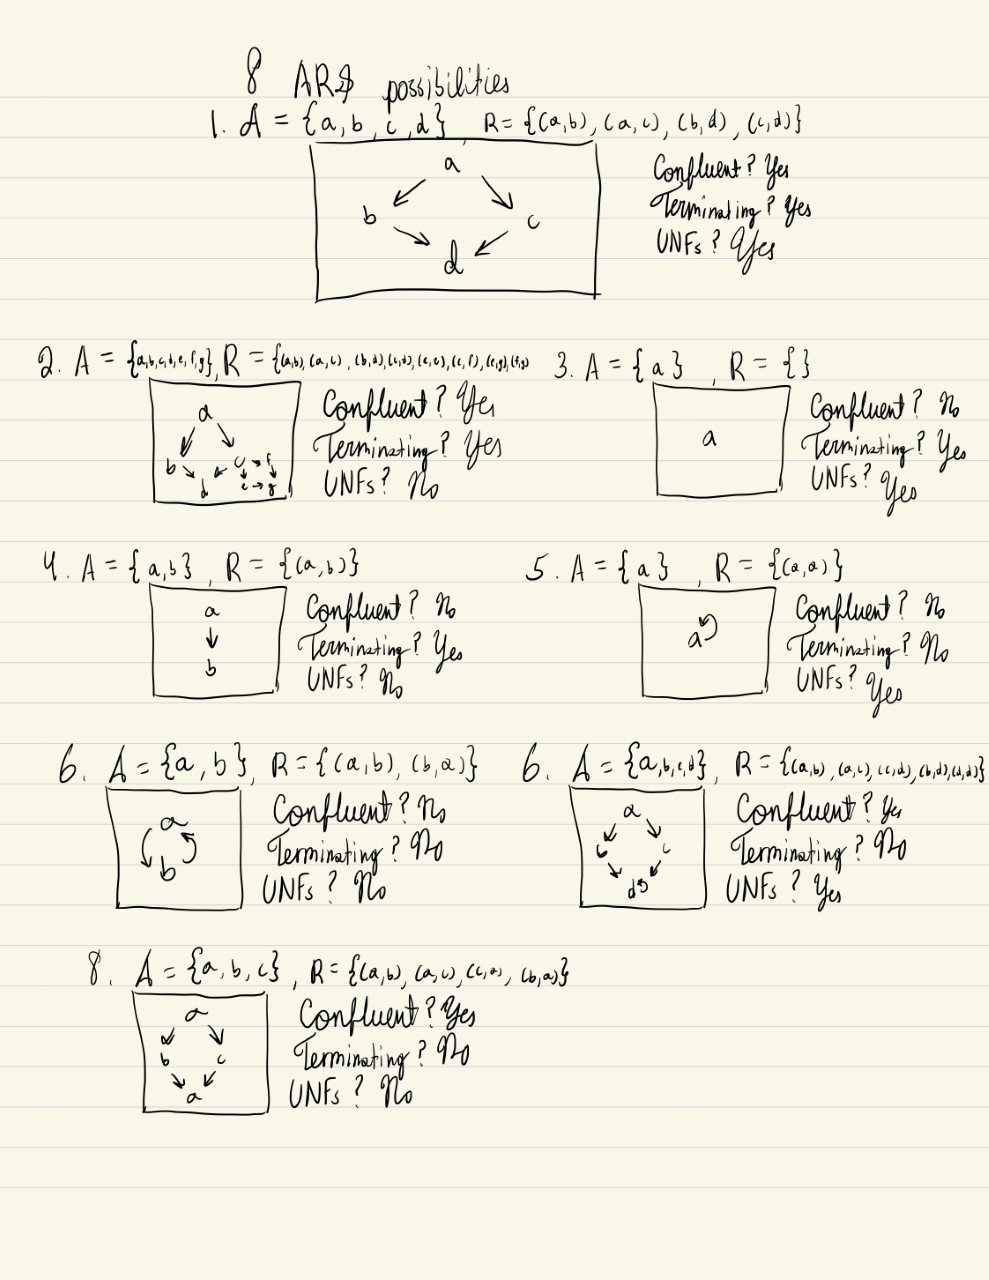 8 ARS possibilities
1. A = {a, b, c, d} R = {(a,b), (a,c), (b,d), (c,d)}
a
b c
d
Confluent? Yes
Terminating? Yes
UNFs? Yes
2. A = {a,b,c,d,e,f,g}, R = {(a,b), (a,c), (b,d), (c,d), (c,e), (c,f), (e,g), (f,g)
a
b c → f
d e → g
Confluent? Yes
Terminating? Yes
UNFs? No
3. A = {a}, R = {}
a
Confluent? No
Terminating? Yes
UNFs? Yes
4. A = {a,b}, R = {(a,b)}
a
↓
b
Confluent? No
Terminating? Yes
UNFs? No
5. A = {a}, R = {(a,a)}
a
Confluent? No
Terminating? No
UNFs? Yes
6. A = {a, b}, R = {(a,b), (b,a)}
a
b
Confluent? No
Terminating? No
UNFs? No
6. A = {a,b,c,d}, R = {(a,b), (a,c), (c,d), (b,d), (d,d)}
a
b c
d
Confluent? Yes
Terminating? No
UNFs? Yes
8. A = {a, b, c}, R = {(a,b), (a,c), (c,a), (b,a)}
a
b c
a
Confluent? Yes
Terminating? No
UNFs? No